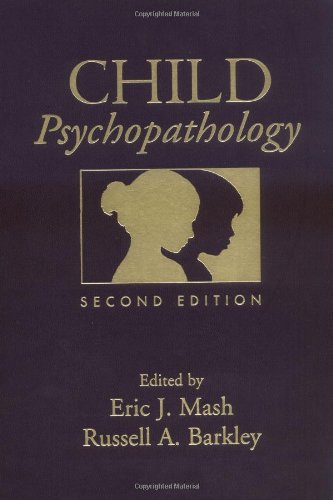 CHILD
Psychopathology
SECOND EDITION
Edited by
Eric J. Mash
Russell A. Barkley